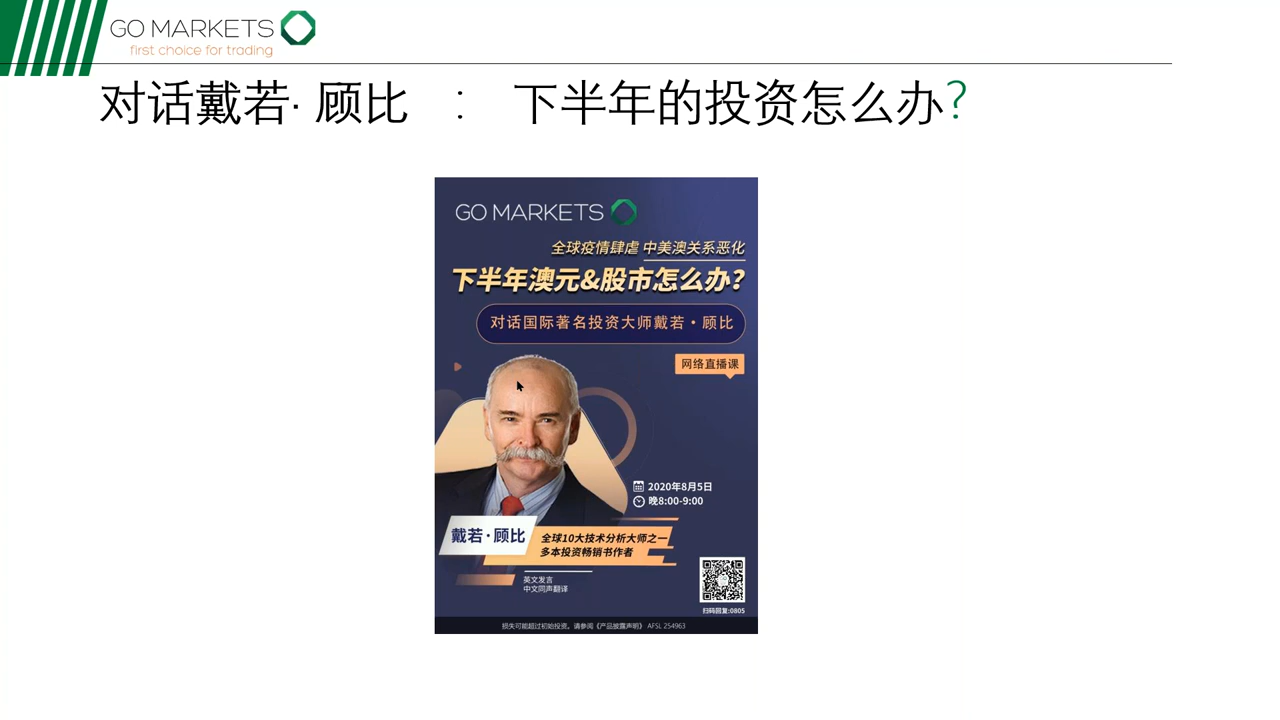 GO MARKETS
first choice for trading
对话戴若· 顾比 : 下半年的投资怎么办?
GO MARKETS
全球疫情肆虐 中美澳关系恶化
下半年澳元&股市怎么办?
对话国际著名投资大师戴若·顾比
网络直播课
2020年8月5日
晚8:00-9:00
戴若·顾比
全球10大技术分析大师之一
多本投资畅销书作者
英文发言
中文同声翻译
扫码回复:0805
损失可能超过初始投资。请参阅《产品披露声明》 AFSL 254963